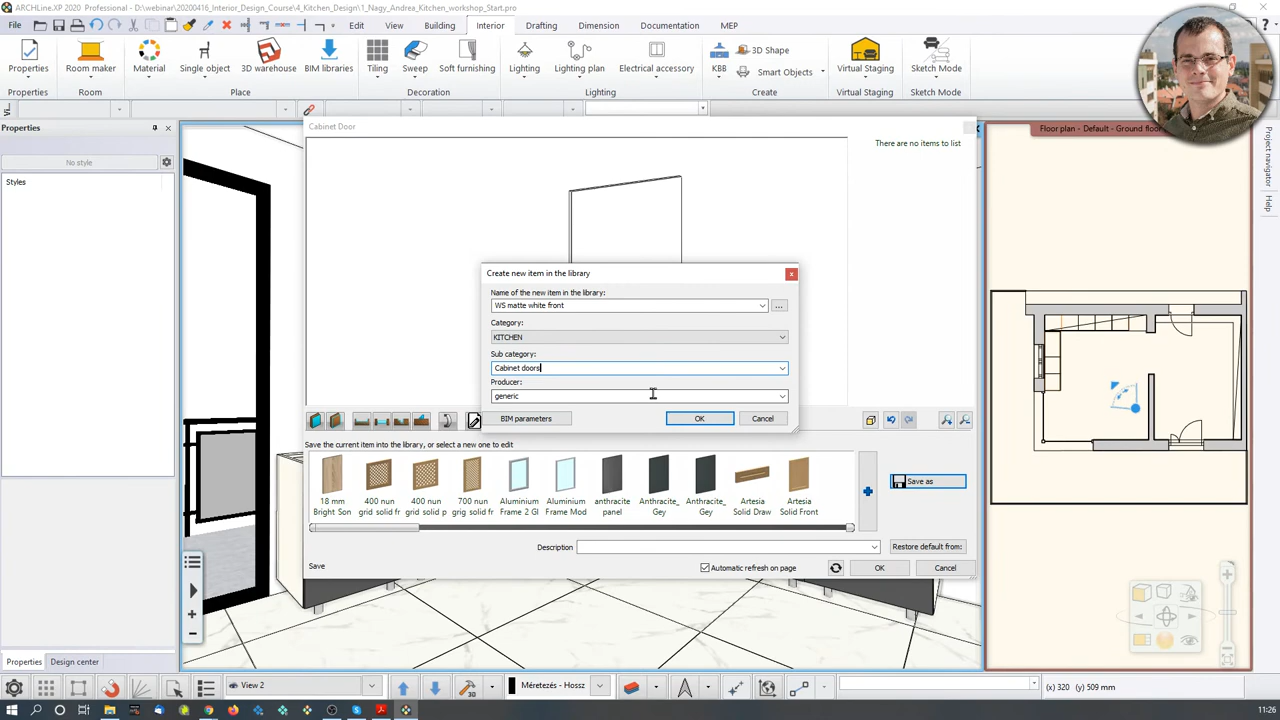 ARCHLine.XP 2020 Professional - D:\webinar\20200416_Interior_Design_Course\4_Kitchen_Design\1_Nagy_Andrea_Kitchen_workshop_Start.pro
File Edit View Building Interior Drafting Dimension Documentation MEP
Properties Room maker Material Single object 3D warehouse BIM libraries Tiling Sweep Soft furnishing Lighting Lighting plan Electrical accessory KBB 3D Shape Smart Objects Virtual Staging Sketch Mode
Properties Room Place Decoration Lighting Create Virtual Staging Sketch Mode
Properties
No style
Styles
Cabinet Door
There are no items to list
Floor plan - Default - Ground floor
Project navigator
Help
Create new item in the library
x
Name of the new item in the library:
WS matte white front
...
Category:
KITCHEN
Sub category:
Cabinet doors
Producer:
generic
BIM parameters OK Cancel
Save the current item into the library, or select a new one to edit
18 mm 400 nun 400 nun 700 nun Aluminium Aluminium anthracite Anthracite_ Anthracite_ Artesia Artesia
Bright Son grid solid fr grid solid p grid solid fr Frame 2 Gl Frame Mod panel Gey Gey Solid Draw Solid Front
Save as
Description
Restore default from:
Save
Automatic refresh on page
OK Cancel
Properties Design center
View 2
Méretezés - Hossz
(x) 320 (y) 509 mm
11:26